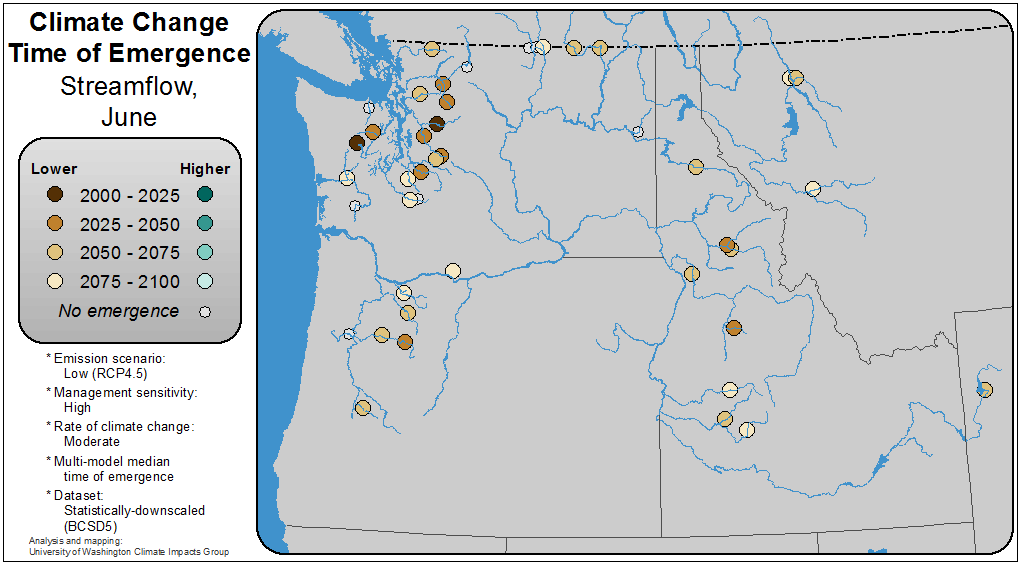 Climate Change
Time of Emergence
Streamflow,
June
Lower Higher
2000 - 2025
2025 - 2050
2050 - 2075
2075 - 2100
No emergence
* Emission scenario:
Low (RCP4.5)
* Management sensitivity:
High
* Rate of climate change:
Moderate
* Multi-model median
time of emergence
* Dataset:
Statistically-downscaled
(BCSD5)
Analysis and mapping:
University of Washington Climate Impacts Group